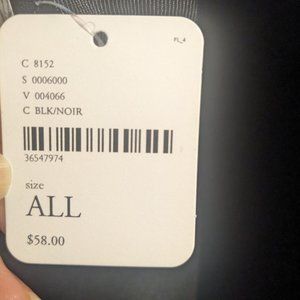 FL_4
C 8152
S 0006000
V 004066
C BLK/NOIR
36547974
size
ALL
$58.00